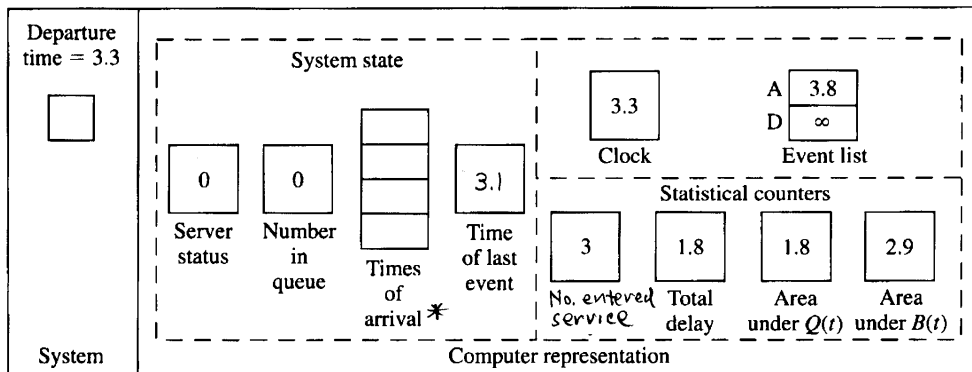 Departure
time = 3.3
System
System state
0
Server
status
0
Number
in
queue
Times
of
arrival *
3.1
Time
of last
event
3.3
Clock
A 3.8
D ∞
Event list
Statistical counters
3
No. entered
service
1.8
Total
delay
1.8
Area
under Q(t)
2.9
Area
under B(t)
Computer representation